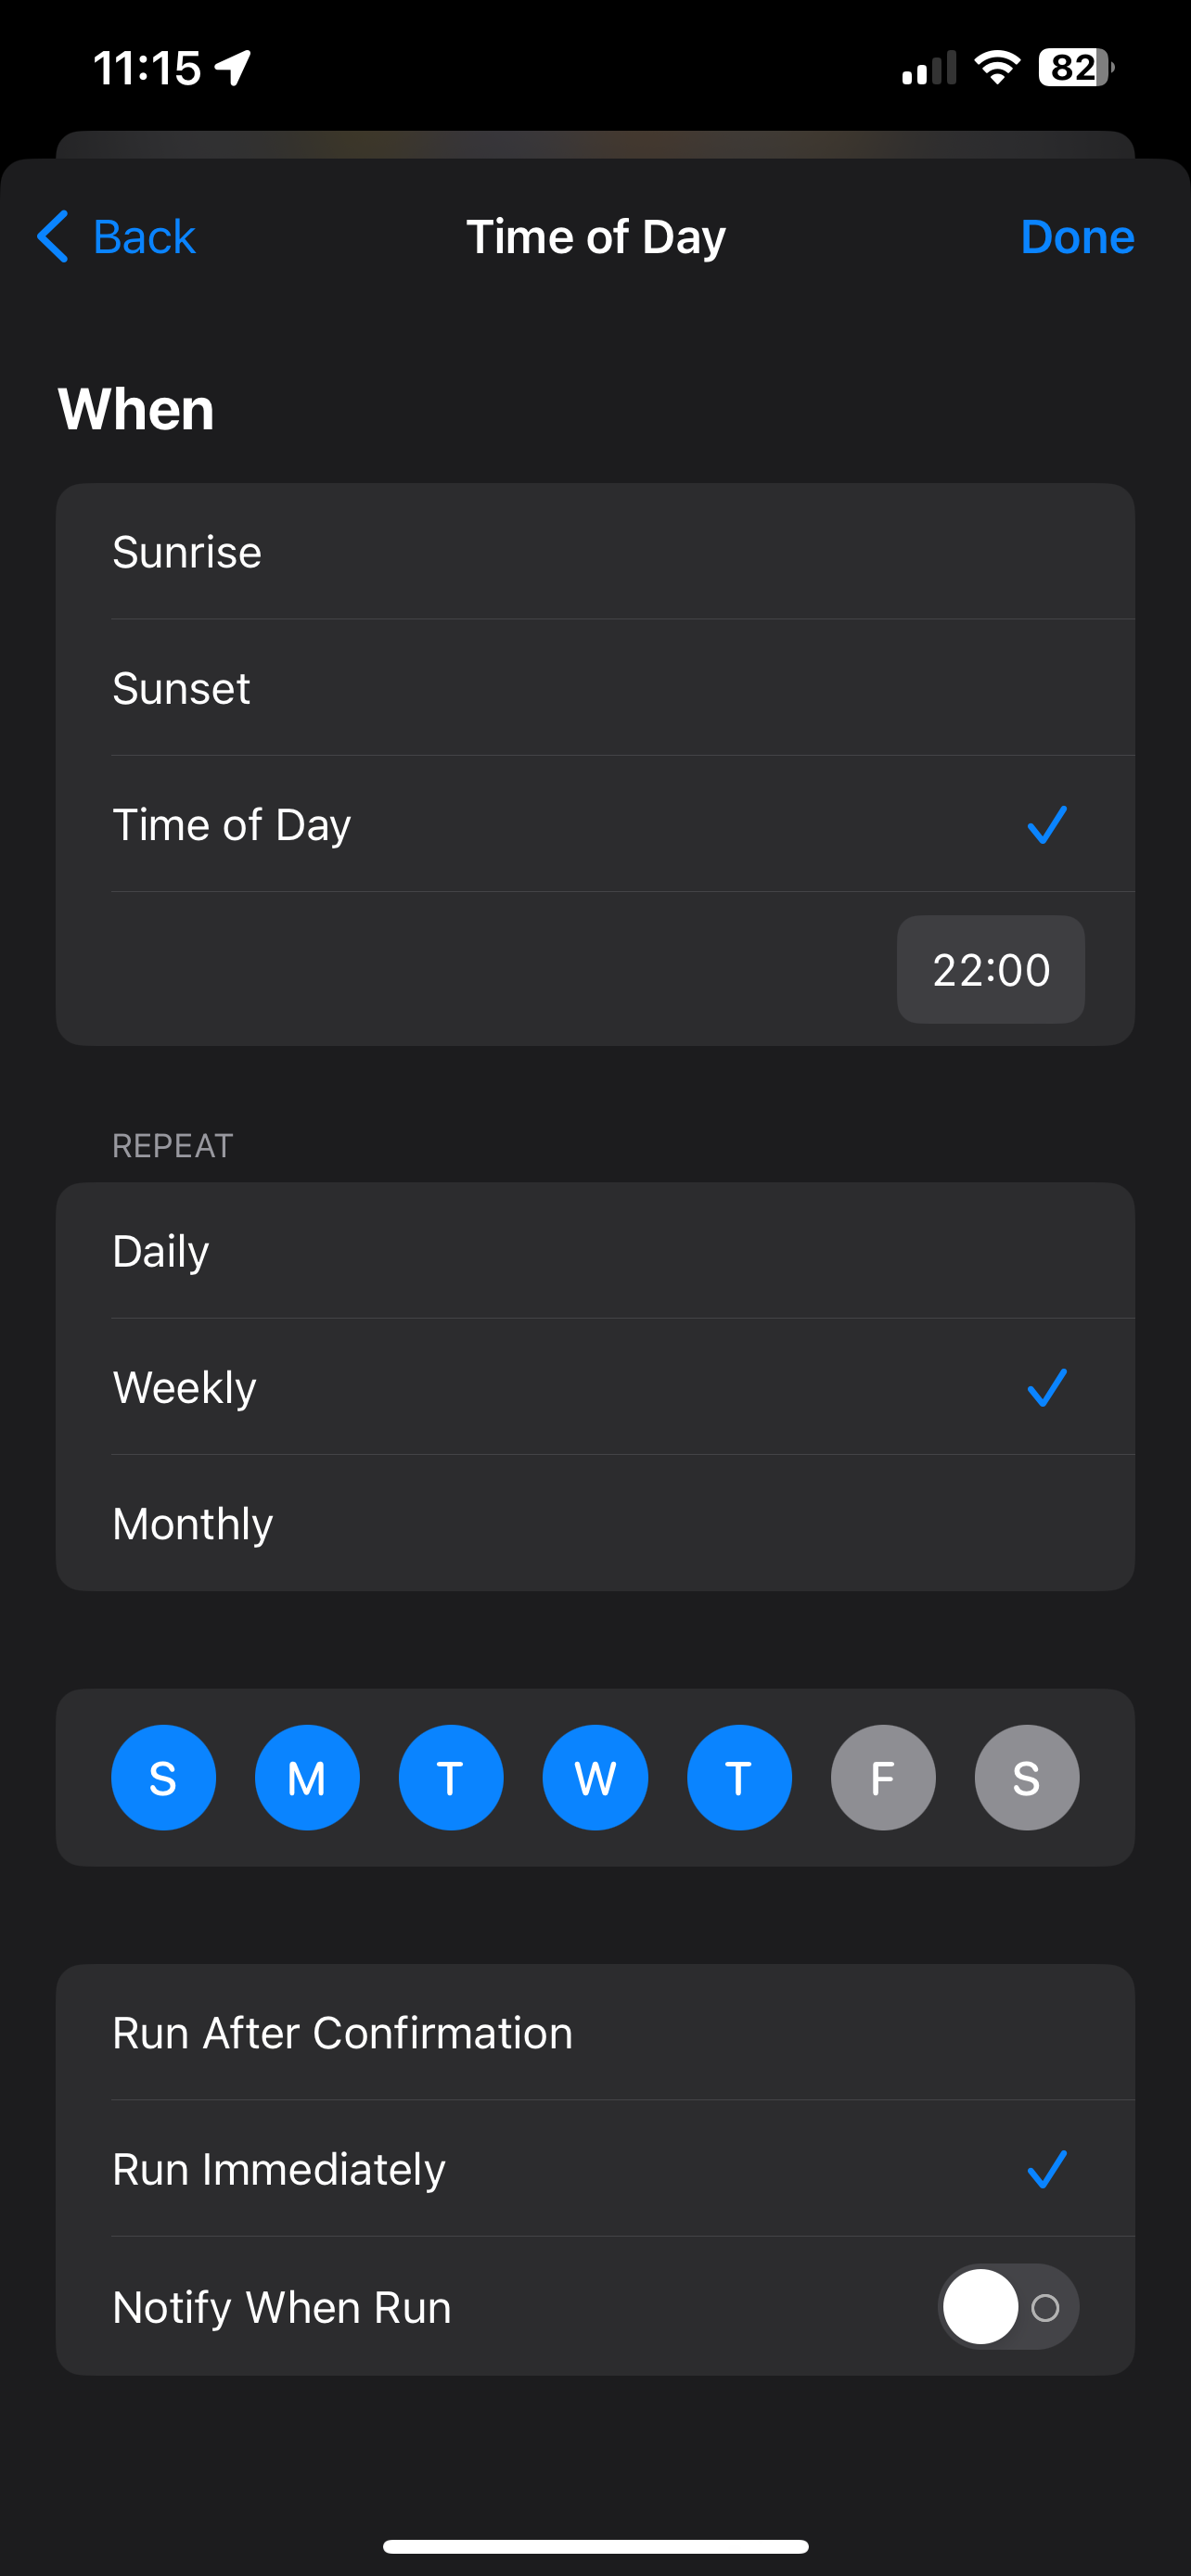 11:15
82
Back Time of Day Done
When
Sunrise
Sunset
Time of Day
22:00
REPEAT
Daily
Weekly
Monthly
S M T W T F S
Run After Confirmation
Run Immediately
Notify When Run